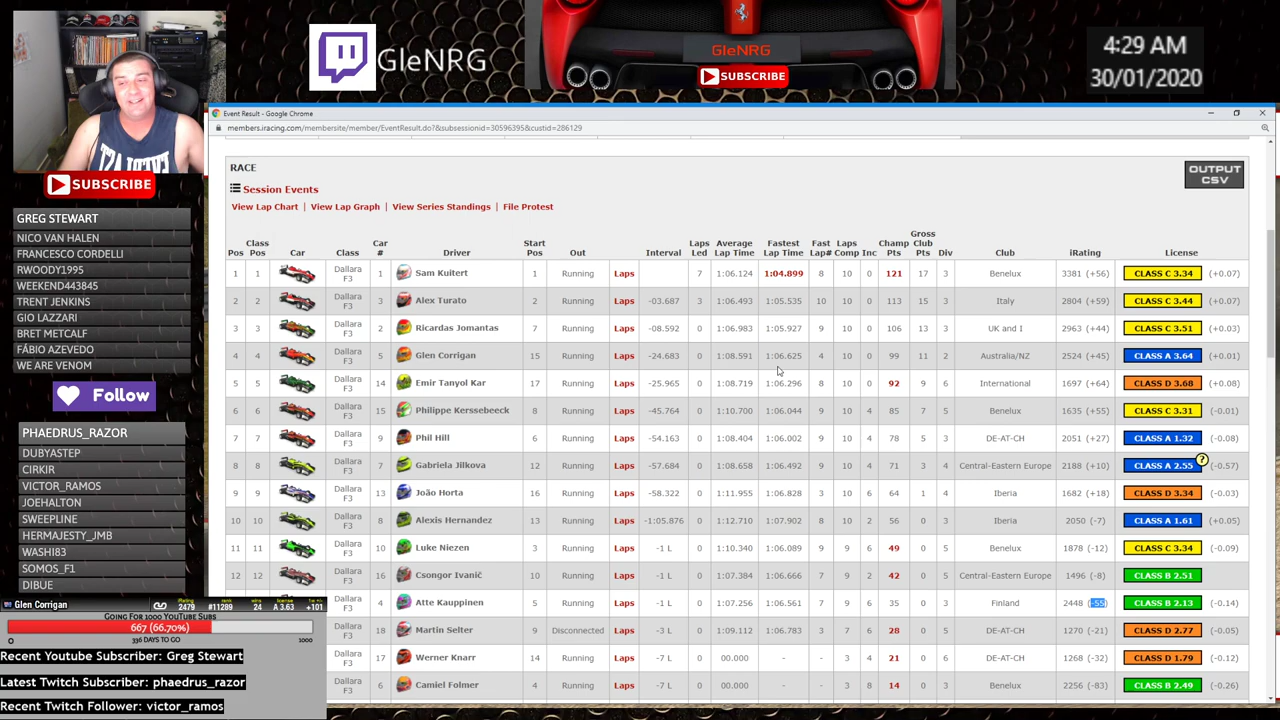 GleNRG
GleNRG
SUBSCRIBE
4:29 AM
30/01/2020
SUBSCRIBE
GREG STEWART
NICO VAN HALEN
FRANCESCO CORDELLI
RWOODY1995
WEEKEND443845
TRENT JENKINS
GIO LAZZARI
BRET METCALF
FÁBIO AZEVEDO
WE ARE VENOM
Follow
PHAEDRUS_RAZOR
DUBYASTEP
CIRKIR
VICTOR_RAMOS
JOEHALTON
SWEEPLINE
HERMAJESTY_JMB
WASHI83
SOMOS_F1
DIBUE
Glen Corrigan iRating 2479 rank #11289 wins 24 license A 3.63 +101
GOING FOR 1000 YOUTUBE SUBS
667 (66.70%)
0 336 DAYS TO GO 1000
Recent Youtube Subscriber: Greg Stewart
Latest Twitch Subscriber: phaedrus_razor
Recent Twitch Follower: victor_ramos
Event Result - Google Chrome
members.iracing.com/membersite/member/EventResult.do?&subsessionid=30596395&custid=286129
RACE
OUTPUT CSV
Session Events
View Lap Chart | View Lap Graph | View Series Standings | File Protest
Pos Class Pos Car Class Car # Driver Start Pos Out Interval Laps Led Average Lap Time Fastest Lap Time Fast Lap# Laps Comp Inc Champ Pts Gross Club Pts Div Club iRating License
1 1 Dallara F3 1 Sam Kuitert 1 Running Laps 7 1:06.124 1:04.899 8 10 0 121 17 3 Benelux 3381 (+56) CLASS C 3.34 (+0.07)
2 2 Dallara F3 3 Alex Turato 2 Running Laps -03.687 3 1:06.493 1:05.535 10 10 0 113 15 3 Italy 2804 (+59) CLASS C 3.44 (+0.07)
3 3 Dallara F3 2 Ricardas Jomantas 7 Running Laps -08.592 0 1:06.983 1:05.927 9 10 0 106 13 3 UK and I 2963 (+44) CLASS C 3.51 (+0.03)
4 4 Dallara F3 5 Glen Corrigan 15 Running Laps -24.683 0 1:08.591 1:06.625 4 10 0 99 11 2 Australia/NZ 2524 (+45) CLASS A 3.64 (+0.01)
5 5 Dallara F3 14 Emir Tanyol Kar 17 Running Laps -25.965 0 1:08.719 1:06.296 8 10 0 92 9 6 International 1697 (+64) CLASS D 3.68 (+0.08)
6 6 Dallara F3 15 Philippe Kerssebeeck 8 Running Laps -45.764 0 1:10.700 1:06.044 9 10 4 85 7 5 Benelux 1635 (+55) CLASS C 3.31 (-0.01)
7 7 Dallara F3 9 Phil Hill 6 Running Laps -54.163 0 1:08.404 1:06.002 8 10 4 78 5 3 DE-AT-CH 2051 (+27) CLASS A 1.32 (-0.08)
8 8 Dallara F3 7 Gabriela Jilkova 12 Running Laps -57.684 0 1:08.658 1:06.492 8 10 4 71 3 4 Central-Eastern Europe 2188 (+10) CLASS A 2.55 ? (-0.57)
9 9 Dallara F3 13 João Horta 16 Running Laps -58.322 0 1:11.955 1:06.828 3 10 6 64 1 4 Iberia 1682 (+18) CLASS D 3.34 (-0.03)
10 10 Dallara F3 8 Alexis Hernandez 13 Running Laps -1:05.876 0 1:12.710 1:07.902 8 10 2 56 0 3 Iberia 2050 (-7) CLASS A 1.61 (+0.05)
11 11 Dallara F3 10 Luke Niezen 3 Running Laps -1 L 0 1:10.340 1:06.089 9 9 6 49 0 5 Benelux 1878 (-12) CLASS C 3.34 (-0.09)
12 12 Dallara F3 16 Csongor Ivanic 10 Running Laps -1 L 0 1:07.384 1:06.666 7 9 2 42 0 5 Central-Eastern Europe 1496 (-8) CLASS B 2.51
Dallara F3 4 Atte Kauppinen 5 Running Laps -1 L 0 1:07.256 1:06.561 7 9 6 35 0 3 Finland 2448 (-55) CLASS B 2.13 (-0.14)
Dallara F3 18 Martin Selter 9 Disconnected Laps -3 L 0 1:09.112 1:06.783 3 28 0 5 DE-AT-CH 1270 (-21) CLASS D 2.77 (-0.05)
Dallara F3 17 Werner Knarr 14 Running Laps -7 L 0 00.000 - - 3 4 21 0 6 DE-AT-CH 1268 (-32) CLASS D 1.79 (-0.12)
Dallara F3 6 Camiel Folmer 4 Running Laps -7 L 0 00.000 - - 3 8 14 0 3 Benelux 2256 (-83) CLASS B 2.49 (-0.26)